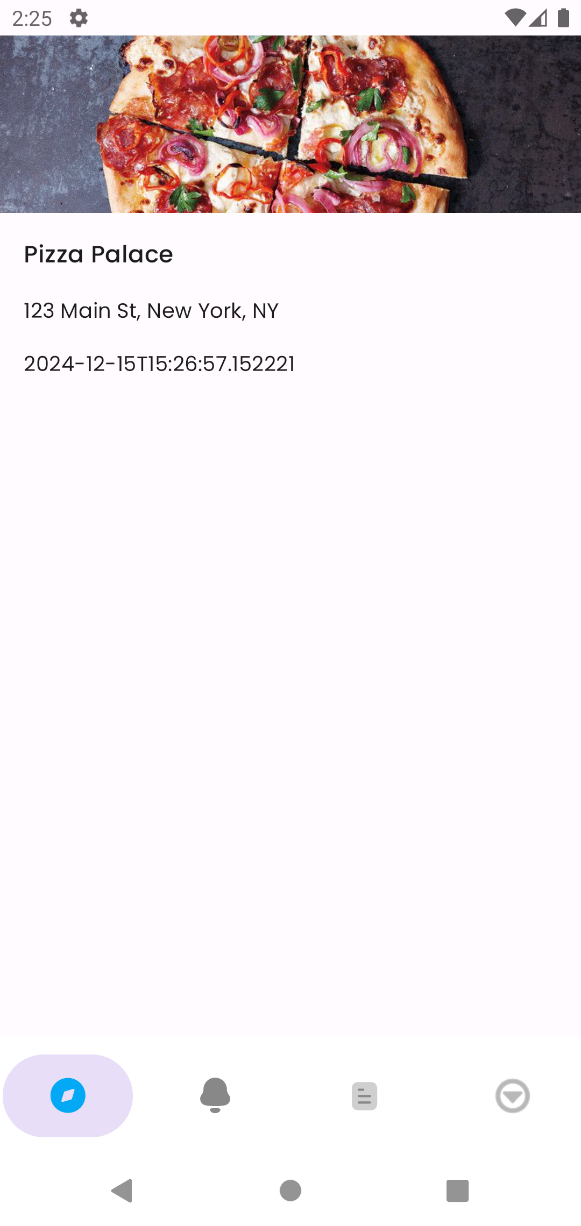 2:25
Pizza Palace
123 Main St, New York, NY
2024-12-15T15:26:57.152221